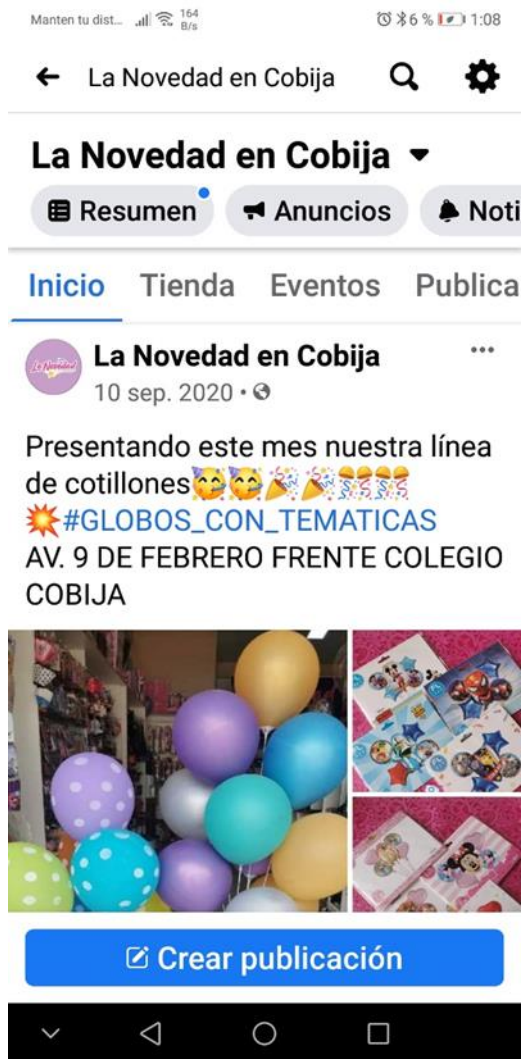 Manten tu dist... 164 B/s 6 % 1:08
La Novedad en Cobija
La Novedad en Cobija
Resumen Anuncios Noti
Inicio Tienda Eventos Publica
La Novedad
La Novedad en Cobija
10 sep. 2020 •
Presentando este mes nuestra línea
de cotillones🥳🥳🎉🎉🎊🎊
💥#GLOBOS_CON_TEMATICAS
AV. 9 DE FEBRERO FRENTE COLEGIO
COBIJA
Crear publicación